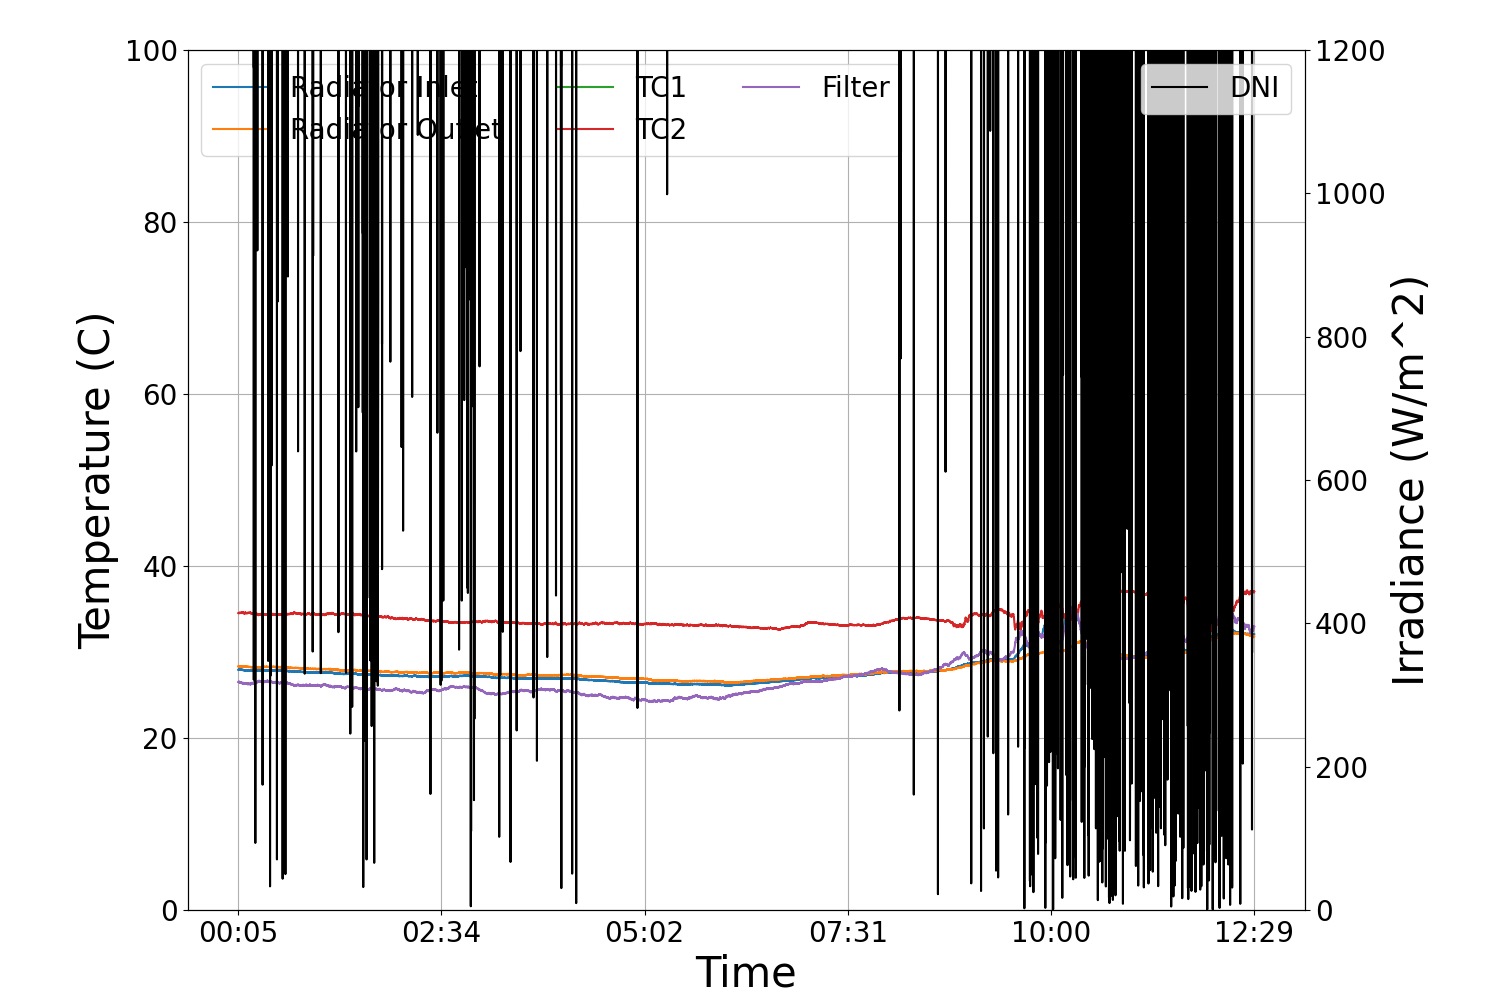 100
80
60
40
20
0
Temperature (C)
Radiator Inlet
Radiator Outlet
TC1
TC2
Filter
DNI
1200
1000
800
600
400
200
0
Irradiance (W/m^2)
00:05
02:34
05:02
07:31
10:00
12:29
Time